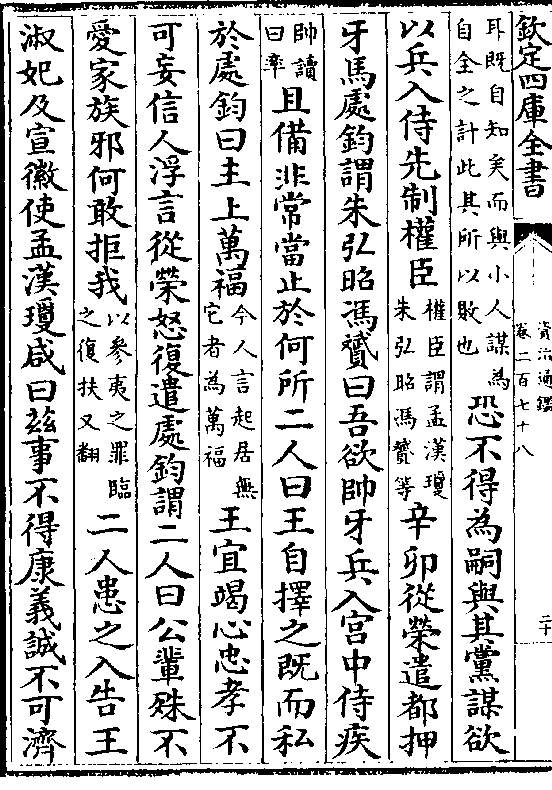 欽定四庫全書
資治通鑑
卷二百七十八
二十
耳既自知矣而與小人謀為
自全之計此其所以敗也
恐不得為嗣與其黨謀欲
以兵入侍先制權臣
權臣謂孟漢瓊
朱弘昭馮贇等
辛卯從榮遣都押
牙馬處鈞謂朱弘昭馮贇曰吾欲帥牙兵入宮中侍疾
帥讀
曰率
且備非常當止於何所二人曰王自擇之既而私
於處鈞曰主上萬福
今人言起居無
它者為萬福
王宜竭心忠孝不
可妄信人浮言從榮怒復遣處鈞謂二人曰公輩殊不
愛家族邪何敢拒我
以參夷之罪臨
之復扶又翻
二人患之入告王
淑妃及宣徽使孟漢瓊咸曰茲事不得康義誠不可濟